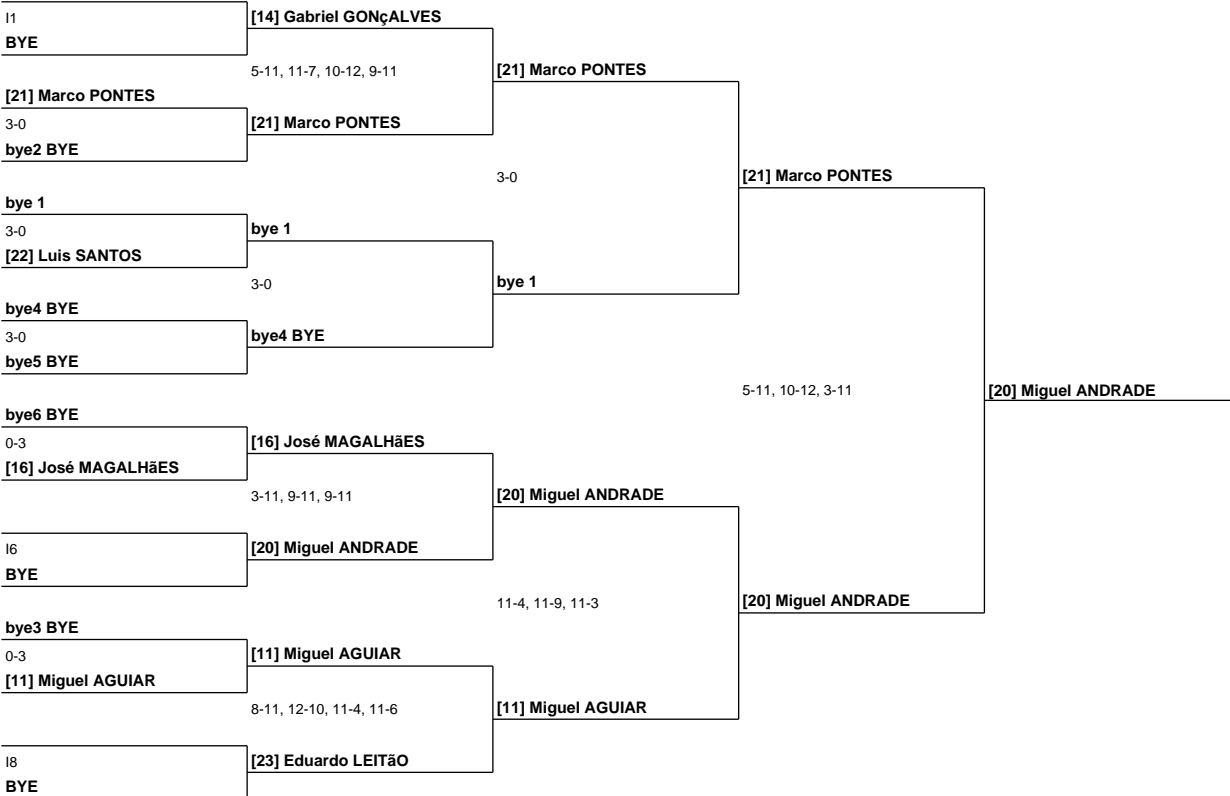 I1
BYE
[21] Marco PONTES
3-0
bye2 BYE
bye 1
3-0
[22] Luis SANTOS
bye4 BYE
3-0
bye5 BYE
bye6 BYE
0-3
[16] José MAGALHãES
I6
BYE
bye3 BYE
0-3
[11] Miguel AGUIAR
I8
BYE
[14] Gabriel GONçALVES
5-11, 11-7, 10-12, 9-11
[21] Marco PONTES
bye 1
3-0
bye4 BYE
[16] José MAGALHãES
3-11, 9-11, 9-11
[20] Miguel ANDRADE
[11] Miguel AGUIAR
8-11, 12-10, 11-4, 11-6
[23] Eduardo LEITãO
[21] Marco PONTES
3-0
bye 1
[20] Miguel ANDRADE
11-4, 11-9, 11-3
[11] Miguel AGUIAR
[21] Marco PONTES
5-11, 10-12, 3-11
[20] Miguel ANDRADE
[20] Miguel ANDRADE